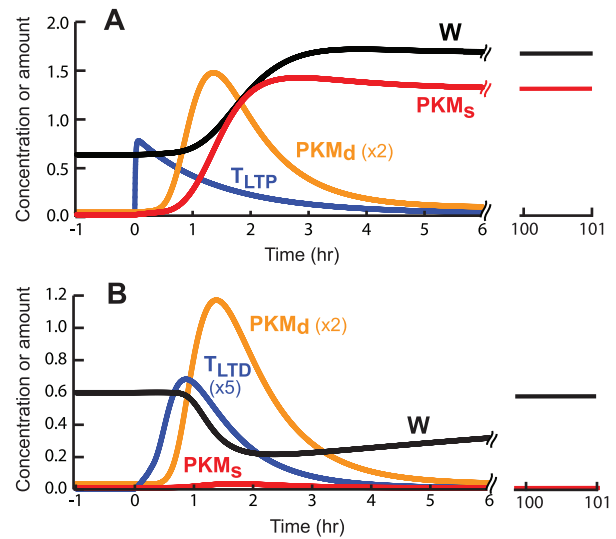 A
Concentration or amount
2.0
1.5
1.0
0.5
0.0
W
PKMs
PKMd (x2)
TLTP
-1 0 1 2 3 4 5 6 100 101
Time (hr)
B
Concentration or amount
1.2
1.0
0.8
0.6
0.4
0.2
0.0
PKMd (x2)
TLTD
(x5)
W
PKMs
-1 0 1 2 3 4 5 6 100 101
Time (hr)